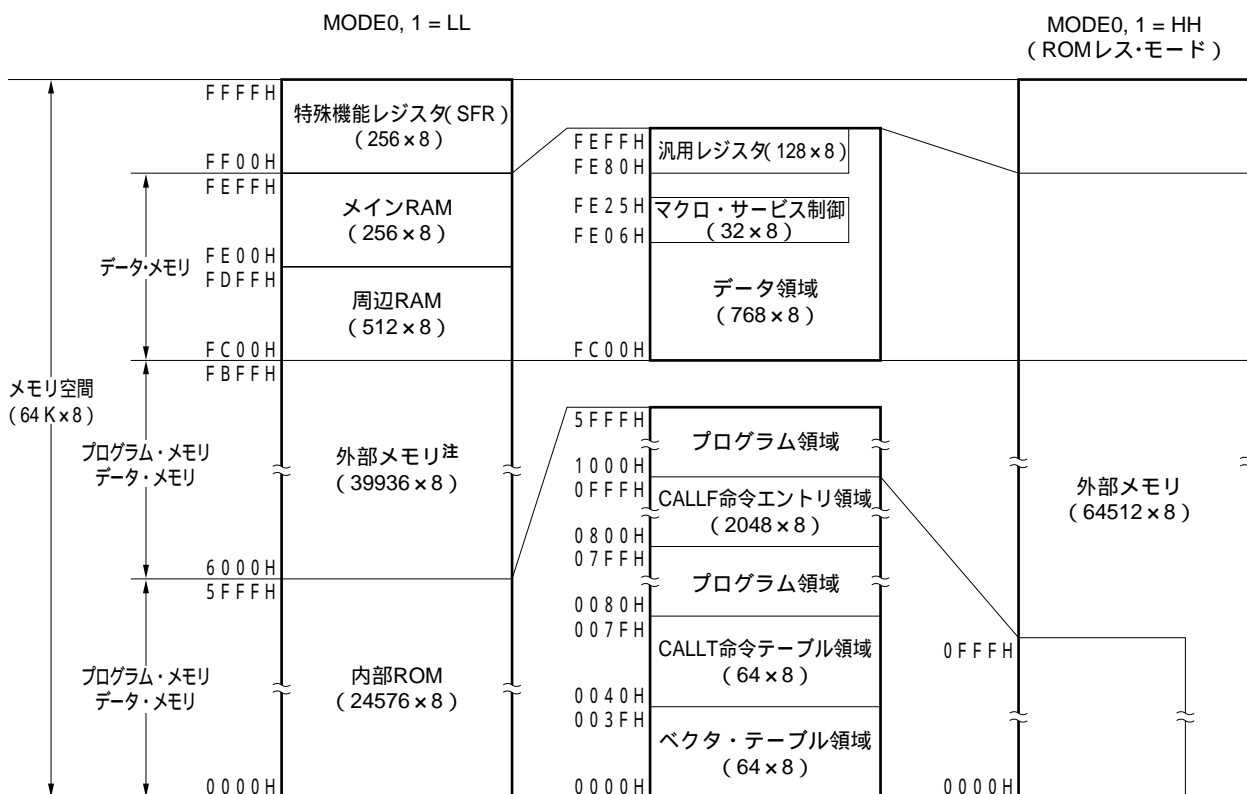 MODE0, 1 = LL
MODE0, 1 = HH
( ROMレス・モード )
メモリ空間
( 64 K×8 )
データ・メモリ
プログラム・メモリ
データ・メモリ
プログラム・メモリ
データ・メモリ
FFFFH
特殊機能レジスタ( SFR )
( 256×8 )
FF00H
FEFFH
メインRAM
( 256×8 )
FE00H
FDFFH
周辺RAM
( 512×8 )
FC00H
FBFFH
外部メモリ注
( 39936×8 )
6000H
5FFFH
内部ROM
( 24576×8 )
0000H
FEFFH
汎用レジスタ( 128×8 )
FE80H
FE25H
マクロ・サービス制御
( 32×8 )
FE06H
データ領域
( 768×8 )
FC00H
5FFFH
プログラム領域
1000H
0FFFH
CALLF命令エントリ領域
( 2048×8 )
0800H
07FFH
プログラム領域
0080H
007FH
CALLT命令テーブル領域
( 64×8 )
0040H
003FH
ベクタ・テーブル領域
( 64×8 )
0000H
外部メモリ
( 64512×8 )
0FFFH
0000H